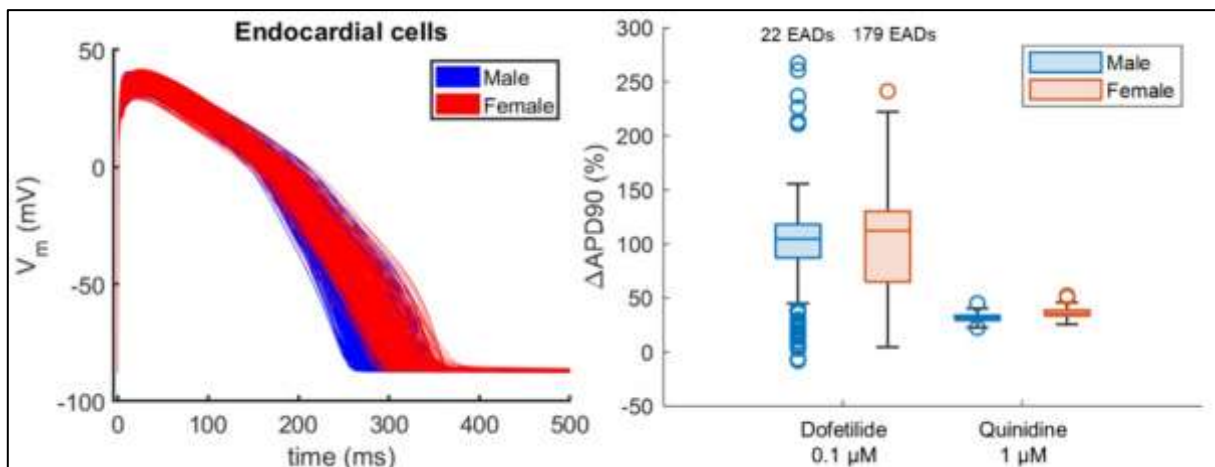 Endocardial cells
50
0
-50
-100
Vm (mV)
Male
Female
0 100 200 300 400 500
time (ms)
300
250
200
150
100
50
0
-50
ΔAPD90 (%)
22 EADs 179 EADs
Male
Female
Dofetilide Quinidine
0.1 µM 1 µM